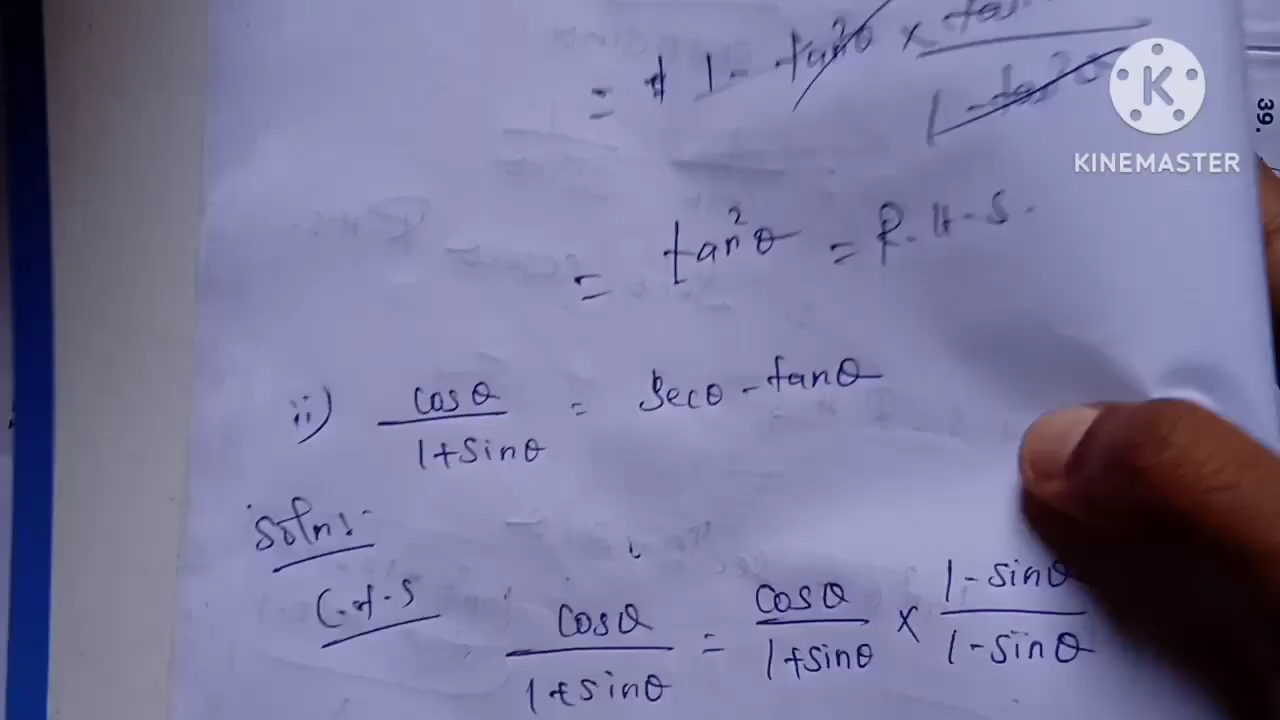 = 1 - tan²θ × tan
1 - tan²θ
K
KINEMASTER
39.
= tan²θ = R.H.S.
ii) cosθ / 1+sinθ = secθ - tanθ
Soln:-
L.H.S
cosθ / 1+sinθ = cosθ / 1+sinθ × 1-sinθ / 1-sinθ